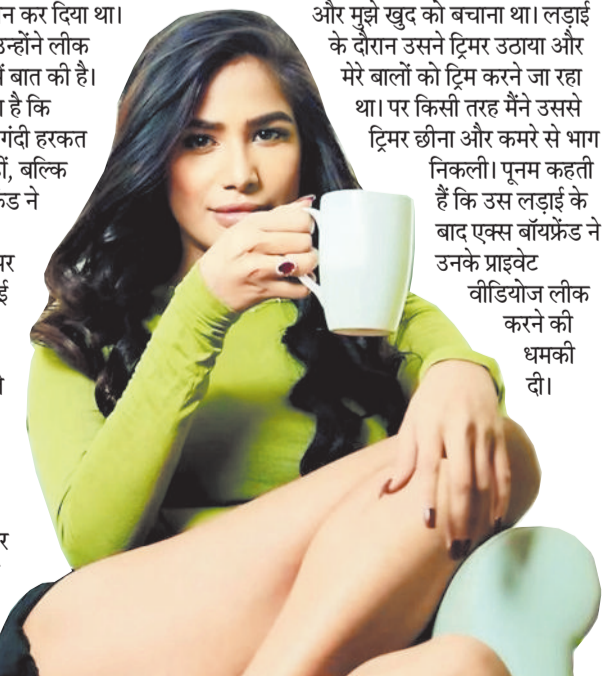 न कर दिया था।
उन्होंने लीक
में बात की है।
है कि
गंदी हरकत
बल्कि
ने
और मुझे खुद को बचाना था। लड़ाई
के दौरान उसने ट्रिमर उठाया और
मेरे बालों को ट्रिम करने जा रहा
था। पर किसी तरह मैंने उससे
ट्रिमर छीना और कमरे से भाग
निकली। पूनम कहती
हैं कि उस लड़ाई के
बाद एक्स बॉयफ्रेंड ने
उनके प्राइवेट
वीडियोज लीक
करने की
धमकी
दी।